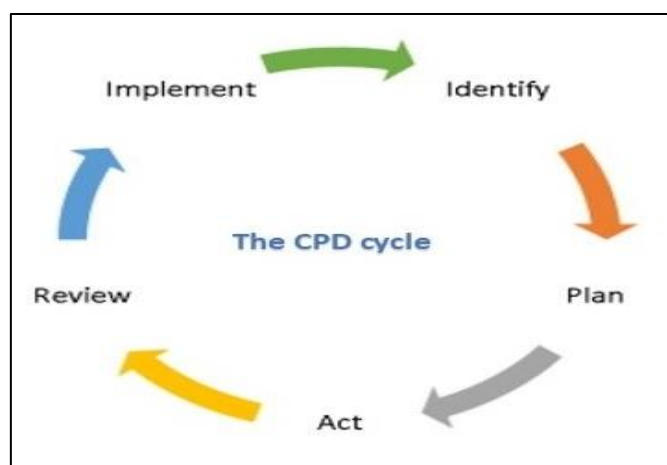 Implement
Identify
The CPD cycle
Review
Plan
Act